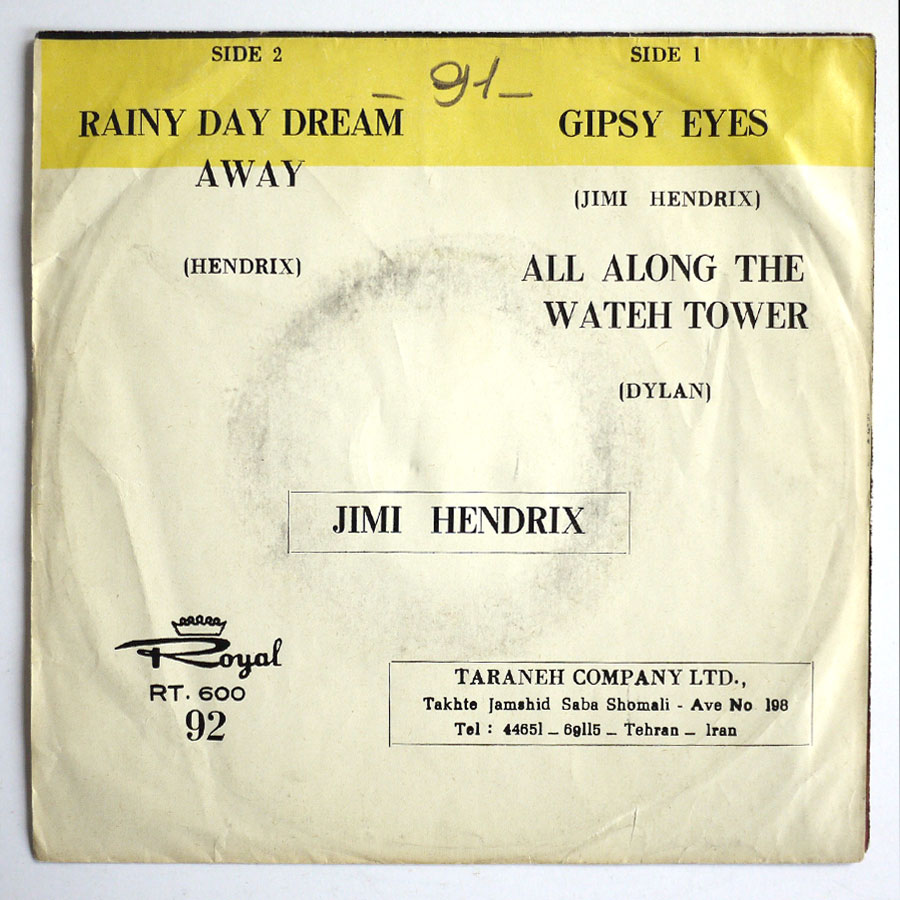 SIDE 2
RAINY DAY DREAM
AWAY
(HENDRIX)
– 91 –
SIDE 1
GIPSY EYES
(JIMI HENDRIX)
ALL ALONG THE
WATEH TOWER
(DYLAN)
JIMI HENDRIX
Royal
RT. 600
92
TARANEH COMPANY LTD.,
Takhte Jamshid Saba Shomali - Ave No 198
Tel : 44651 – 69115 – Tehran – Iran